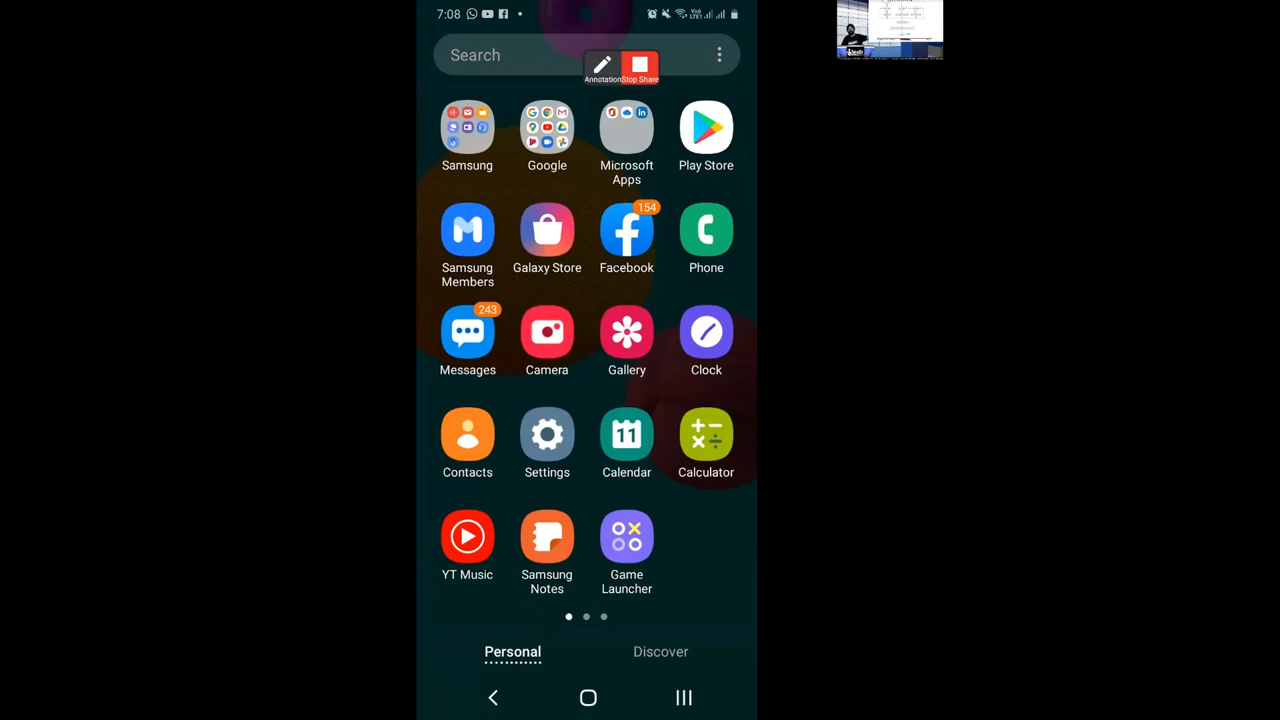 7:08
Search
Annotation Stop Share
Samsung
Google
Microsoft
Apps
Play Store
Samsung
Members
Galaxy Store
Facebook
154
Phone
Messages
243
Camera
Gallery
Clock
Contacts
Settings
11
Calendar
Calculator
YT Music
Samsung
Notes
Game
Launcher
Personal
Discover